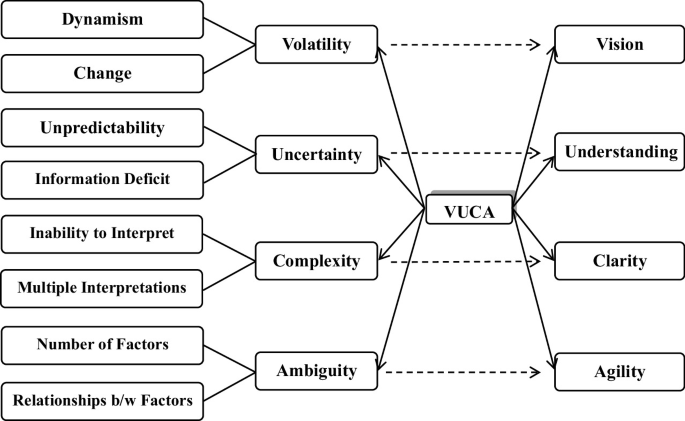 Dynamism
Change
Unpredictability
Information Deficit
Inability to Interpret
Multiple Interpretations
Number of Factors
Relationships b/w Factors
Volatility
Uncertainty
Complexity
Ambiguity
VUCA
Vision
Understanding
Clarity
Agility